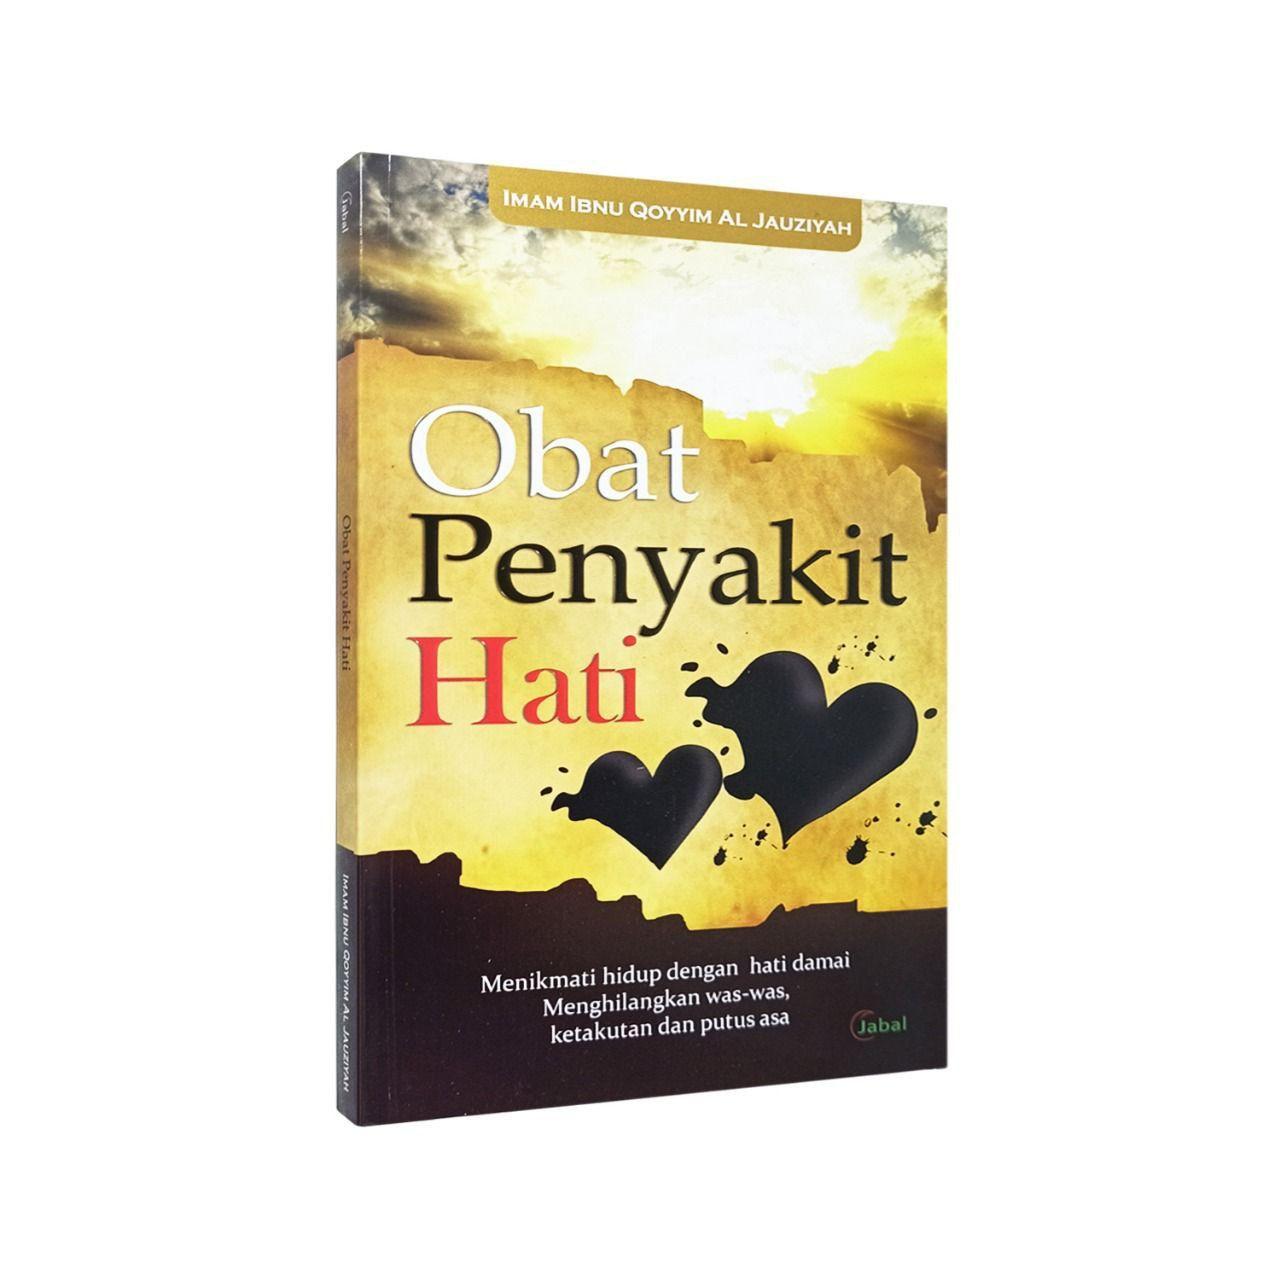 IMAM IBNU QOYYIM AL JAUZIYAH
Obat
Penyakit
Hati
Menikmati hidup dengan hati damai
Menghilangkan was-was,
ketakutan dan putus asa
Jabal
Jabal
Obat Penyakit Hati
IMAM IBNU QOYYIM AL JAUZIYAH